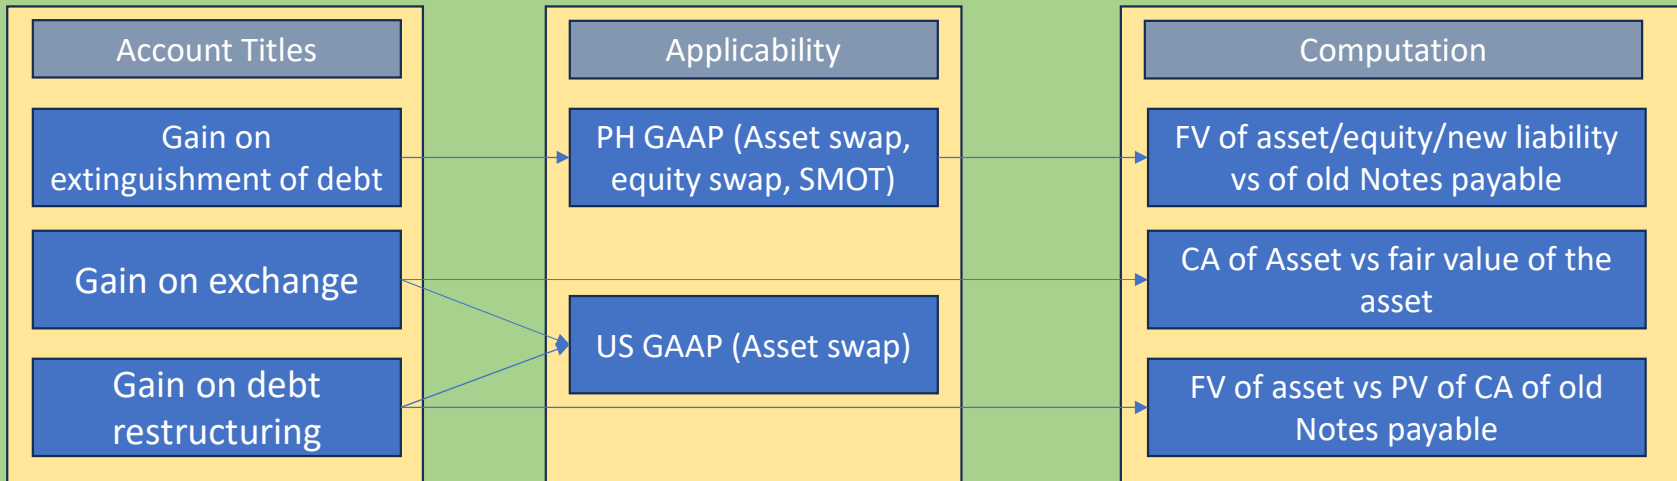 Account Titles
Applicability
Computation
Gain on
extinguishment of debt
PH GAAP (Asset swap,
equity swap, SMOT)
FV of asset/equity/new liability
vs of old Notes payable
Gain on exchange
CA of Asset vs fair value of the
asset
US GAAP (Asset swap)
Gain on debt
restructuring
FV of asset vs PV of CA of old
Notes payable